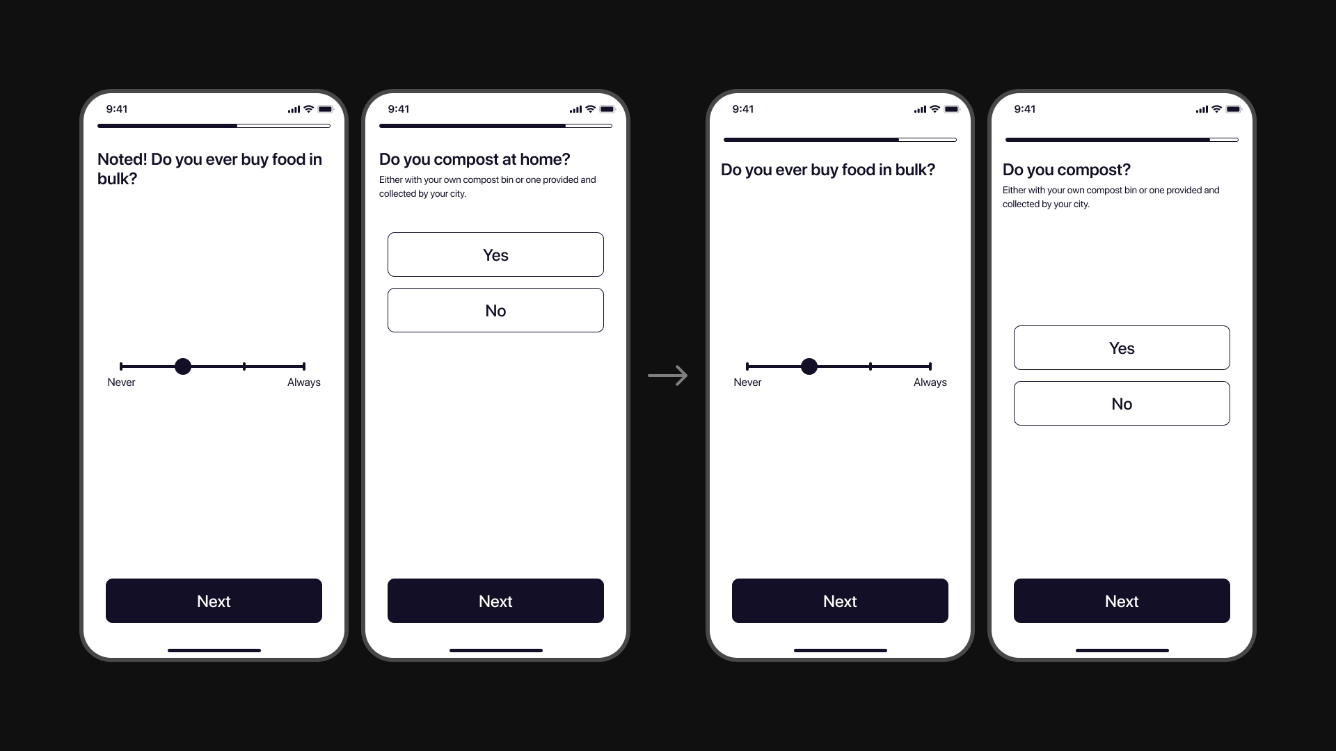 9:41
Noted! Do you ever buy food in
bulk?
Never
Always
Next
9:41
Do you compost at home?
Either with your own compost bin or one provided and
collected by your city.
Yes
No
Next
9:41
Do you ever buy food in bulk?
Never
Always
Next
9:41
Do you compost?
Either with your own compost bin or one provided and
collected by your city.
Yes
No
Next